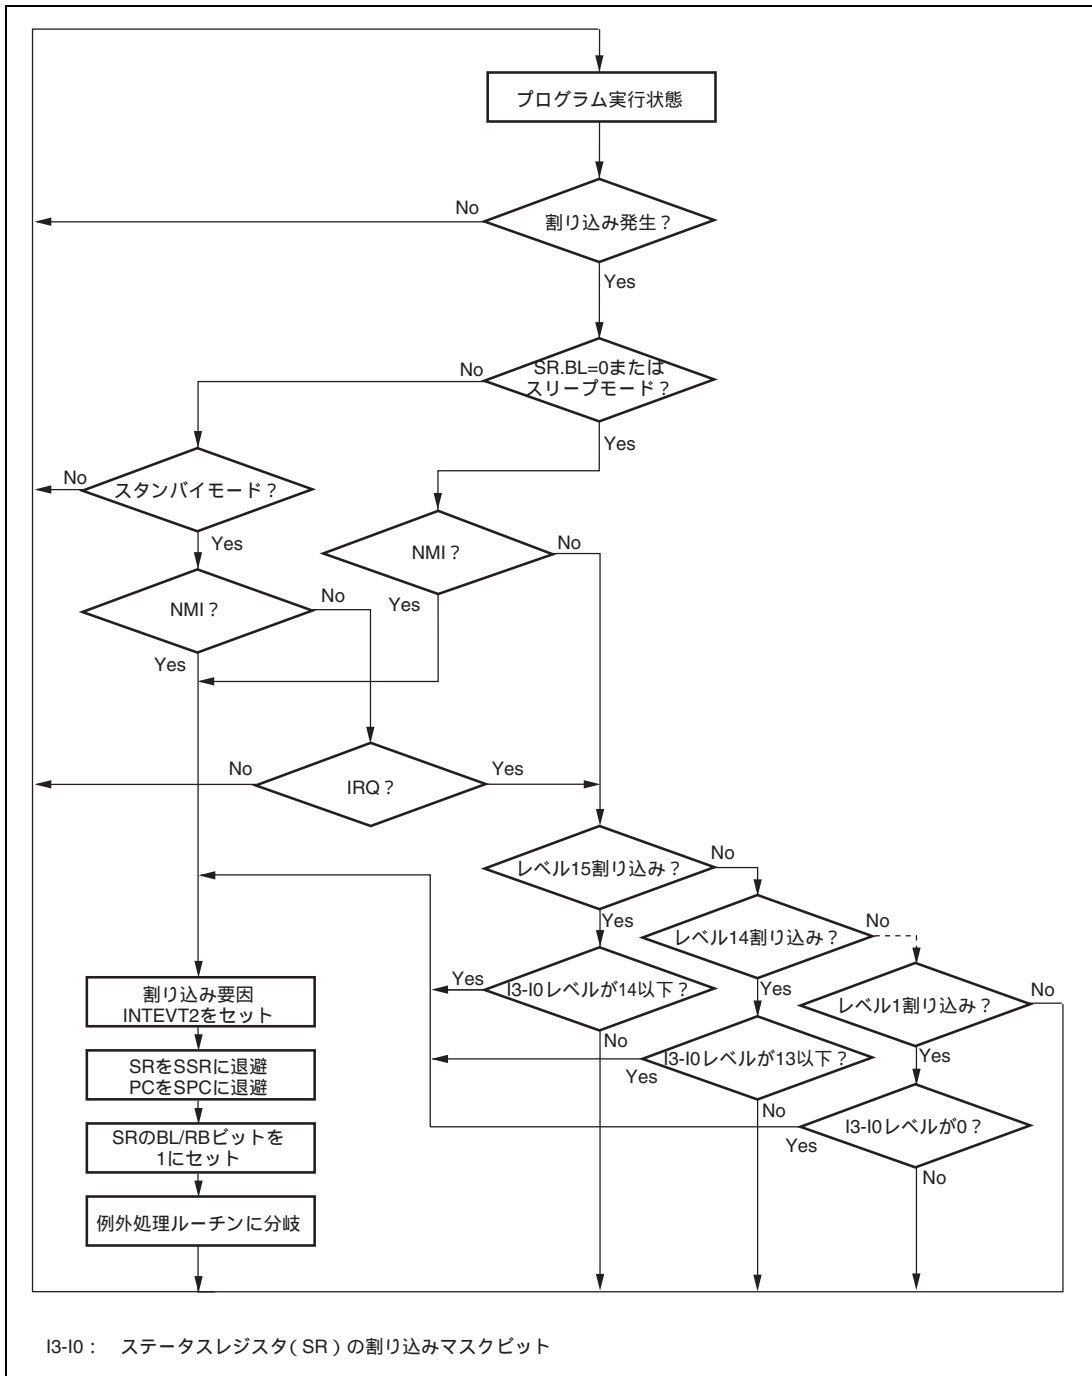 プログラム実行状態
No
割り込み発生？
Yes
No
SR.BL=0または
スリープモード？
Yes
No
スタンバイモード？
Yes
NMI？
No
Yes
NMI？
No
Yes
No
IRQ？
Yes
レベル15割り込み？
No
Yes
レベル14割り込み？
No
Yes
I3-I0レベルが14以下？
Yes
No
レベル1割り込み？
No
Yes
I3-I0レベルが13以下？
Yes
No
I3-I0レベルが0？
Yes
No
割り込み要因
INTEVT2をセット
SRをSSRに退避
PCをSPCに退避
SRのBL/RBビットを
1にセット
例外処理ルーチンに分岐
I3-I0： ステータスレジスタ（SR）の割り込みマスクビット